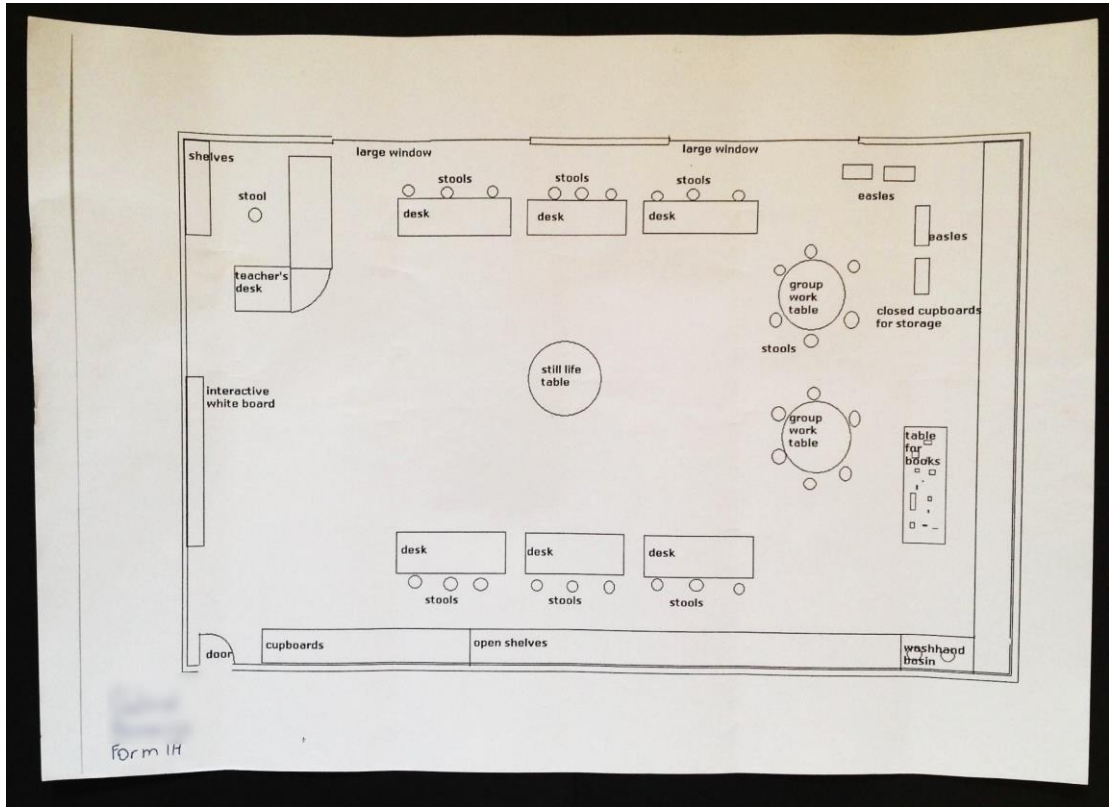 shelves
large window
large window
stools
stools
stools
stool
desk
desk
desk
easles
easles
teacher's
desk
group
work
table
closed cupboards
for storage
stools
still life
table
interactive
white board
group
work
table
table
for
books
desk
desk
desk
stools
stools
stools
door
cupboards
open shelves
washhand
basin
Form 1H